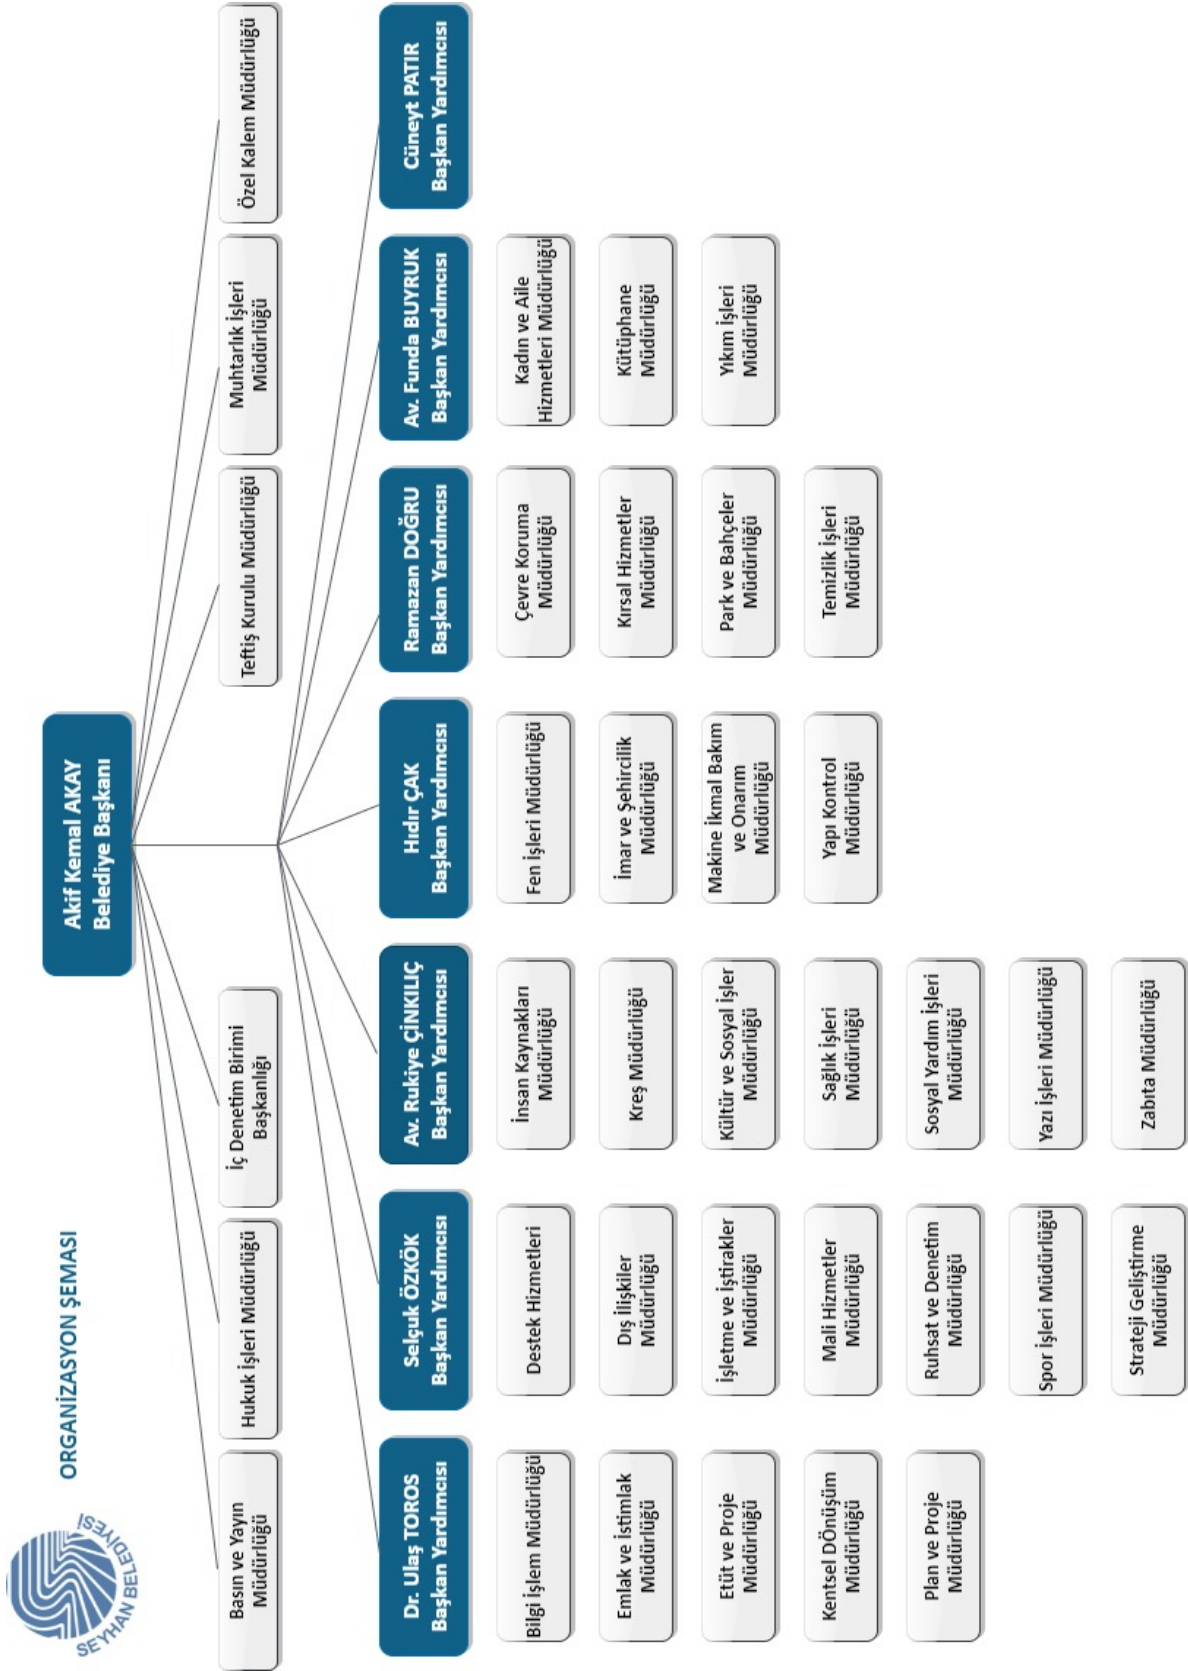 SEYHAN BELEDİYESİ
ORGANİZASYON ŞEMASI
Akif Kemal AKAY
Belediye Başkanı
Basın ve Yayın
Müdürlüğü
Hukuk İşleri Müdürlüğü
İç Denetim Birimi
Başkanlığı
Teftiş Kurulu Müdürlüğü
Muhtarlık İşleri
Müdürlüğü
Özel Kalem Müdürlüğü
Dr. Ulaş TOROS
Başkan Yardımcısı
Bilgi İşlem Müdürlüğü
Emlak ve İstimlak
Müdürlüğü
Etüt ve Proje
Müdürlüğü
Kentsel DÖnüşüm
Müdürlüğü
Plan ve Proje
Müdürlüğü
Selçuk ÖZKÖK
Başkan Yardımcısı
Destek Hizmetleri
Dış İlişkiler
Müdürlüğü
İşletme ve İştirakler
Müdürlüğü
Mali Hizmetler
Müdürlüğü
Ruhsat ve Denetim
Müdürlüğü
Spor İşleri Müdürlüğü
Strateji Geliştirme
Müdürlüğü
Av. Rukiye ÇİNKILIÇ
Başkan Yardımcısı
İnsan Kaynakları
Müdürlüğü
Kreş Müdürlüğü
Kültür ve Sosyal İşler
Müdürlüğü
Sağlık İşleri
Müdürlüğü
Sosyal Yardım İşleri
Müdürlüğü
Yazı İşleri Müdürlüğü
Zabıta Müdürlüğü
Hıdır ÇAK
Başkan Yardımcısı
Fen İşleri Müdürlüğü
İmar ve Şehircilik
Müdürlüğü
Makine İkmal Bakım
ve Onarım
Müdürlüğü
Yapı Kontrol
Müdürlüğü
Ramazan DOĞRU
Başkan Yardımcısı
Çevre Koruma
Müdürlüğü
Kırsal Hizmetler
Müdürlüğü
Park ve Bahçeler
Müdürlüğü
Temizlik İşleri
Müdürlüğü
Av. Funda BUYRUK
Başkan Yardımcısı
Kadın ve Aile
Hizmetleri Müdürlüğü
Kütüphane
Müdürlüğü
Yıkım İşleri
Müdürlüğü
Cüneyt PATIR
Başkan Yardımcısı